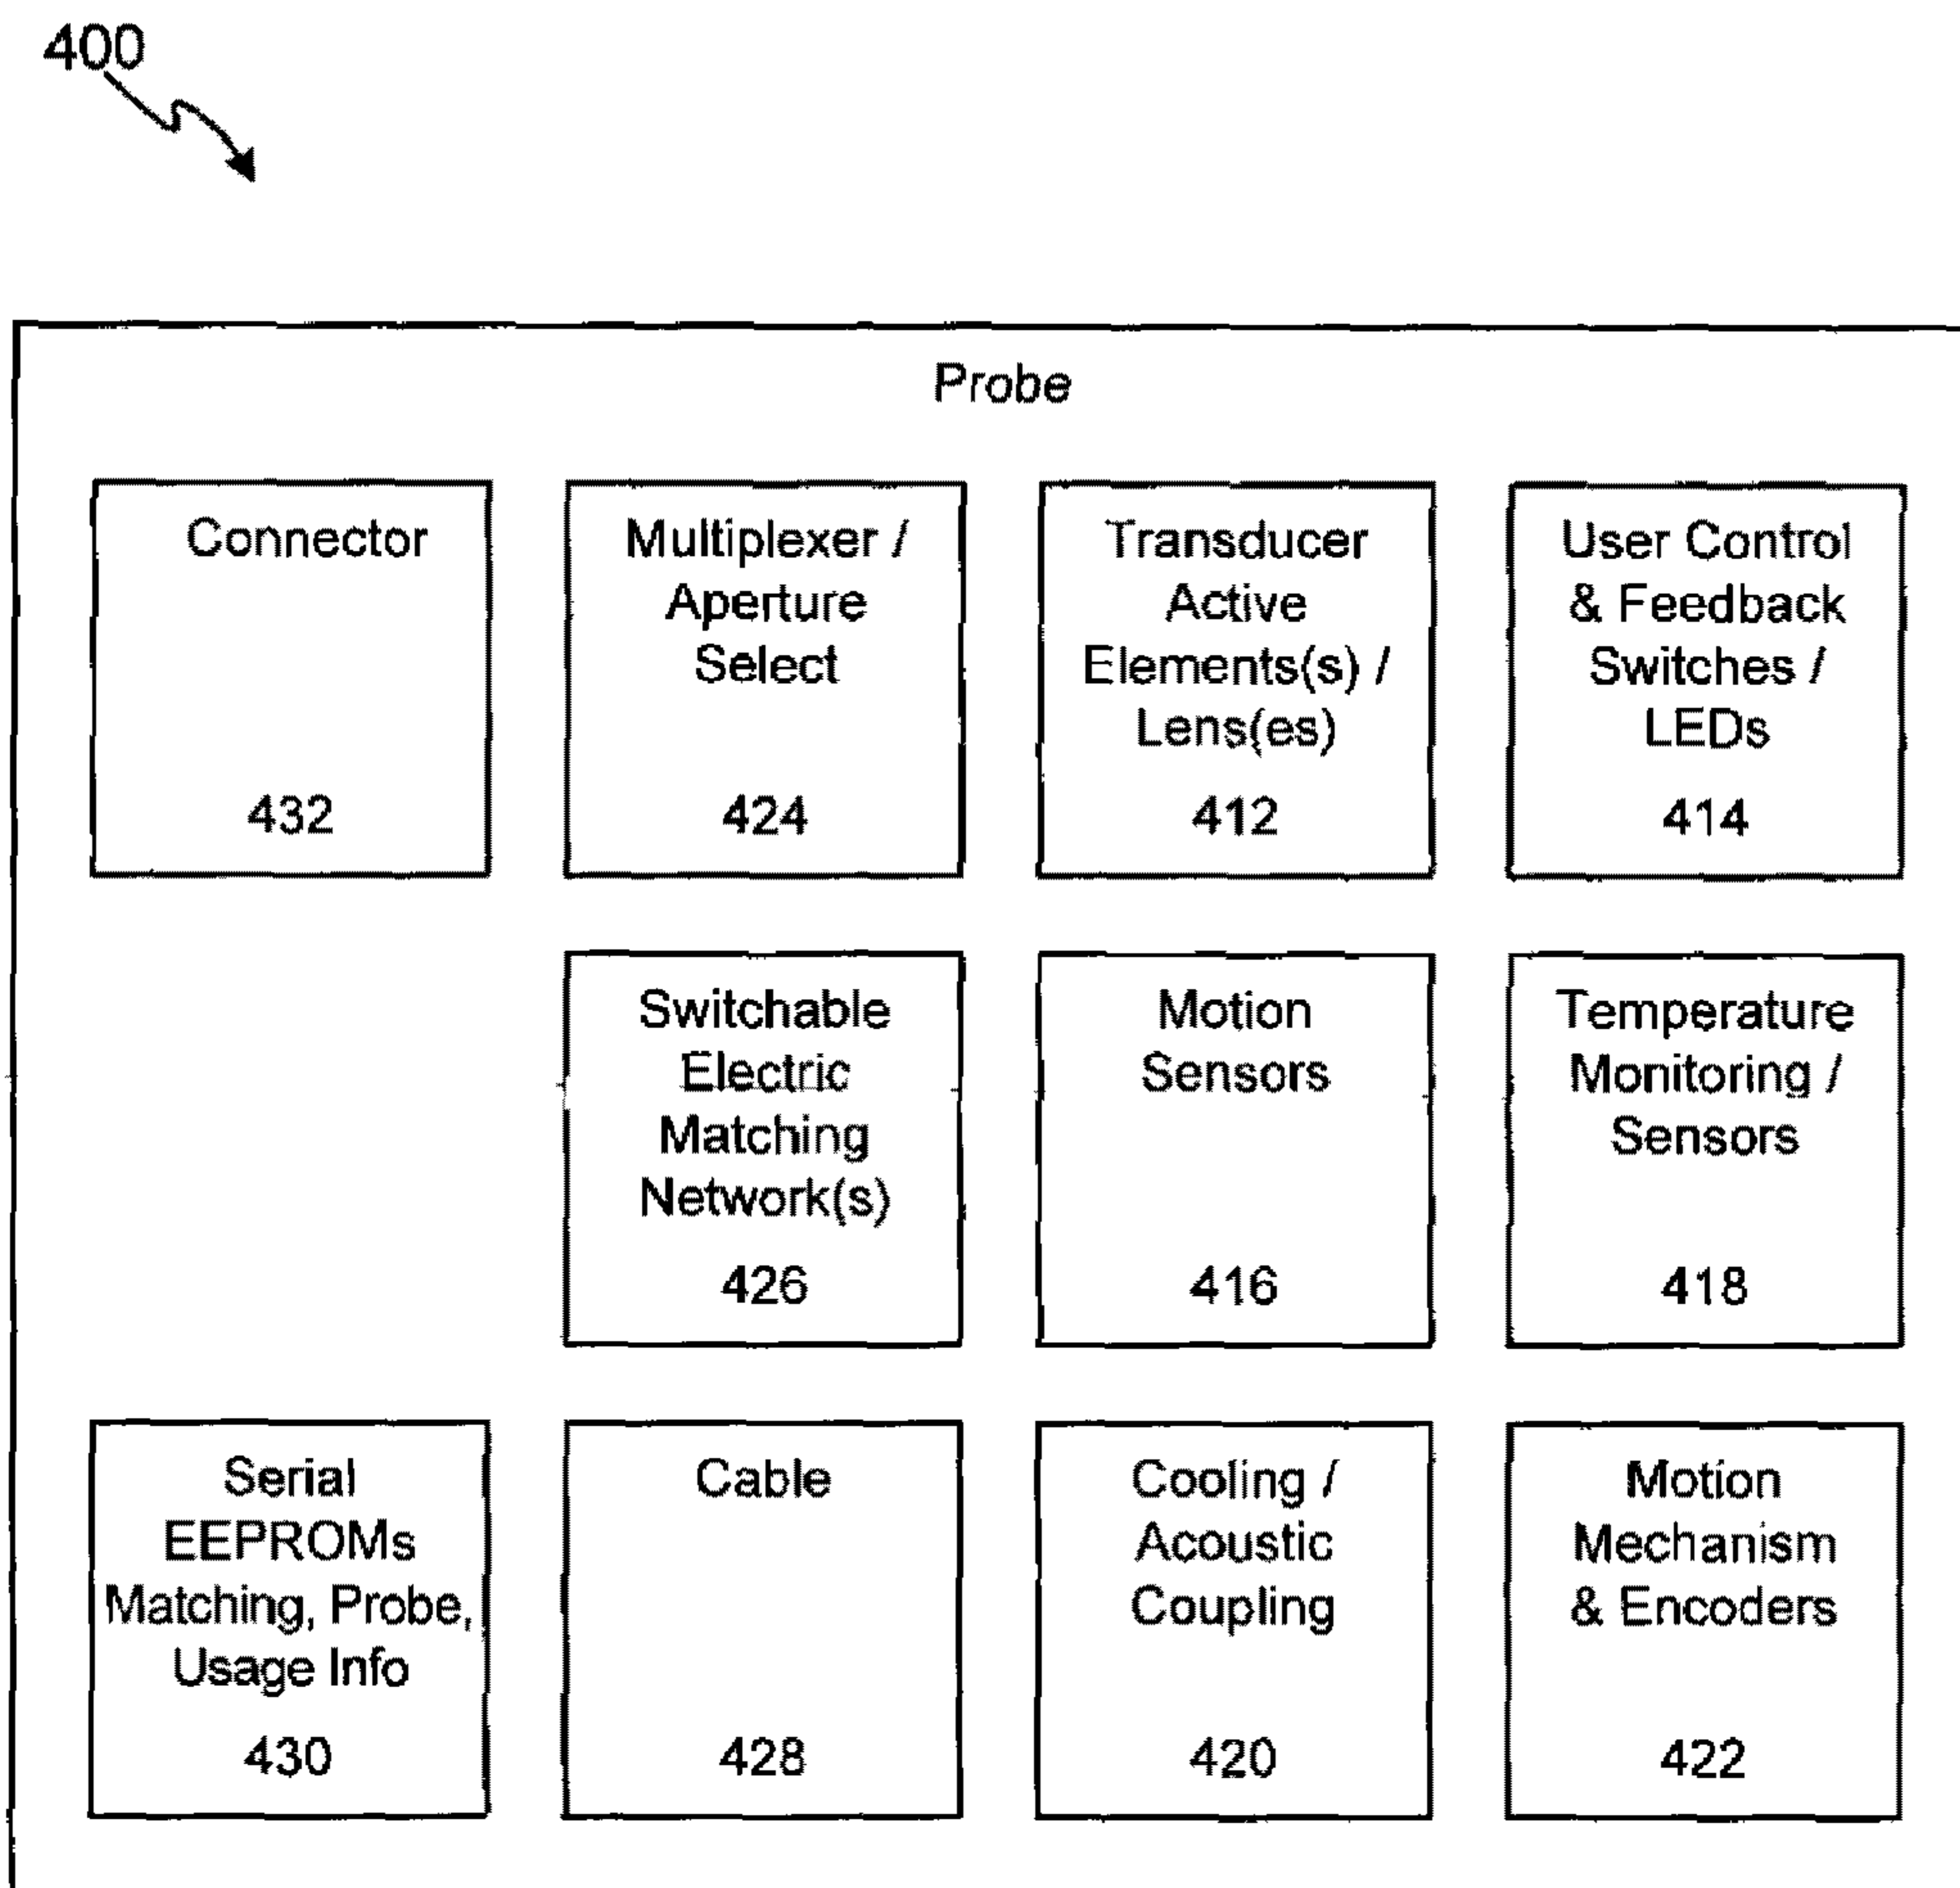 400
Probe
Connector
432
Multiplexer /
Aperture
Select
424
Transducer
Active
Elements(s) /
Lens(es)
412
User Control
& Feedback
Switches /
LEDs
414
Switchable
Electric
Matching
Network(s)
426
Motion
Sensors
416
Temperature
Monitoring /
Sensors
418
Serial
EEPROMs
Matching, Probe,
Usage Info
430
Cable
428
Cooling /
Acoustic
Coupling
420
Motion
Mechanism
& Encoders
422